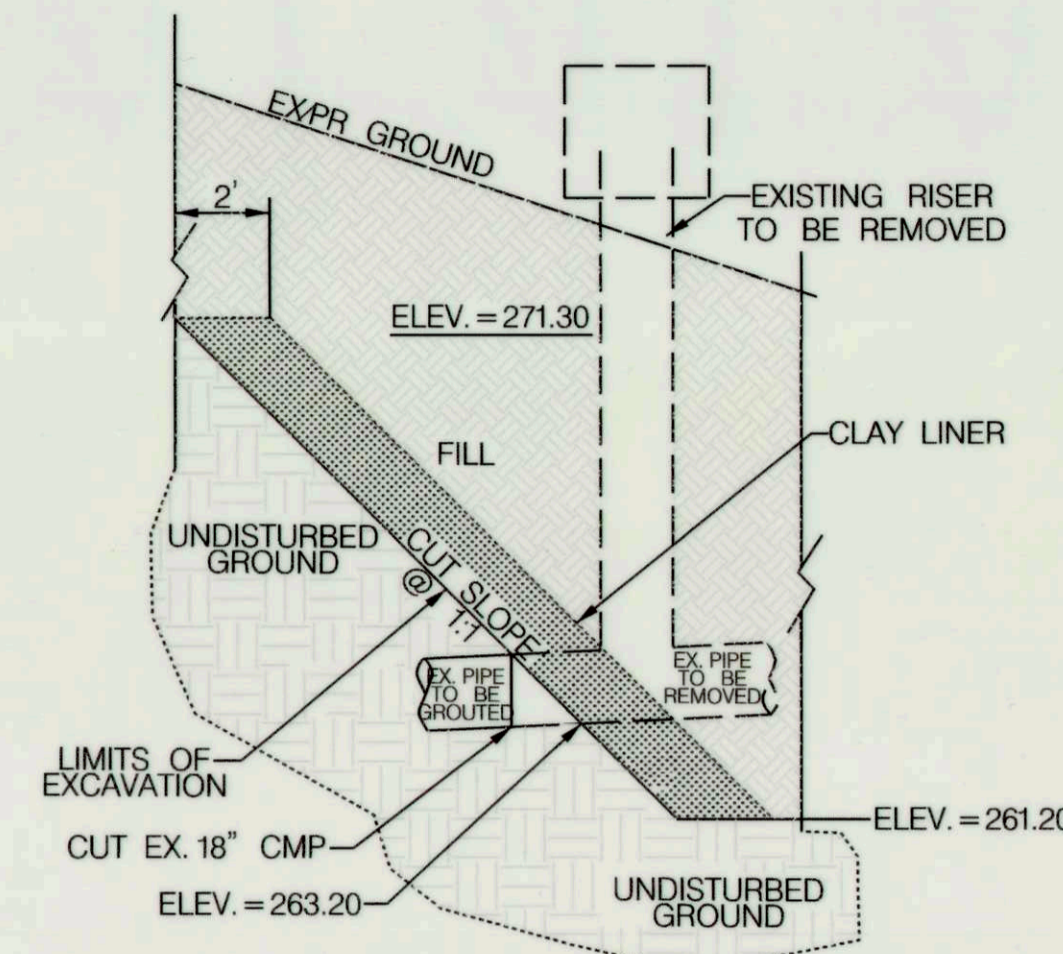 EX/PR GROUND
2'
EXISTING RISER
TO BE REMOVED
ELEV. = 271.30
CLAY LINER
FILL
UNDISTURBED
GROUND
CUT SLOPE
@ 1:1
EX. PIPE
TO BE
GROUTED
EX. PIPE
TO BE
REMOVED
LIMITS OF
EXCAVATION
CUT EX. 18" CMP
ELEV. = 261.20
ELEV. = 263.20
UNDISTURBED
GROUND